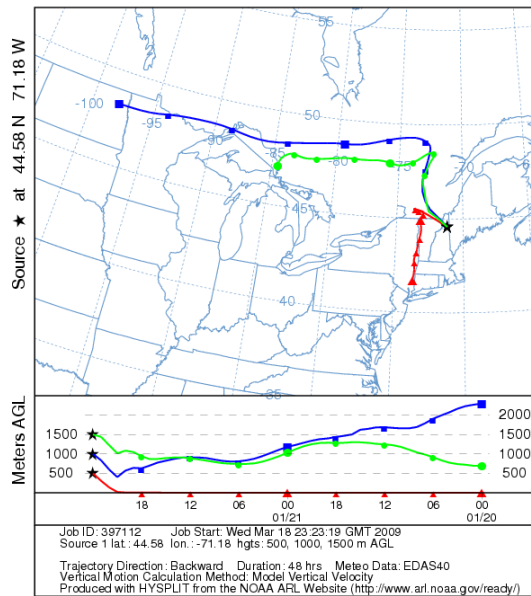 Source ★ at 44.58 N 71.18 W
-100
-95
-90
-85
-80
-75
55
55
50
45
40
35
Meters AGL
1500
1000
500
2000
1500
1000
500
18 12 06 00 18 12 06 00
01/21 01/20
Job ID: 397112 Job Start: Wed Mar 18 23:23:19 GMT 2009
Source 1 lat.: 44.58 lon.: -71.18 hgts: 500, 1000, 1500 m AGL
Trajectory Direction: Backward Duration: 48 hrs Meteo Data: EDAS40
Vertical Motion Calculation Method: Model Vertical Velocity
Produced with HYSPLIT from the NOAA ARL Website (http://www.arl.noaa.gov/ready/)